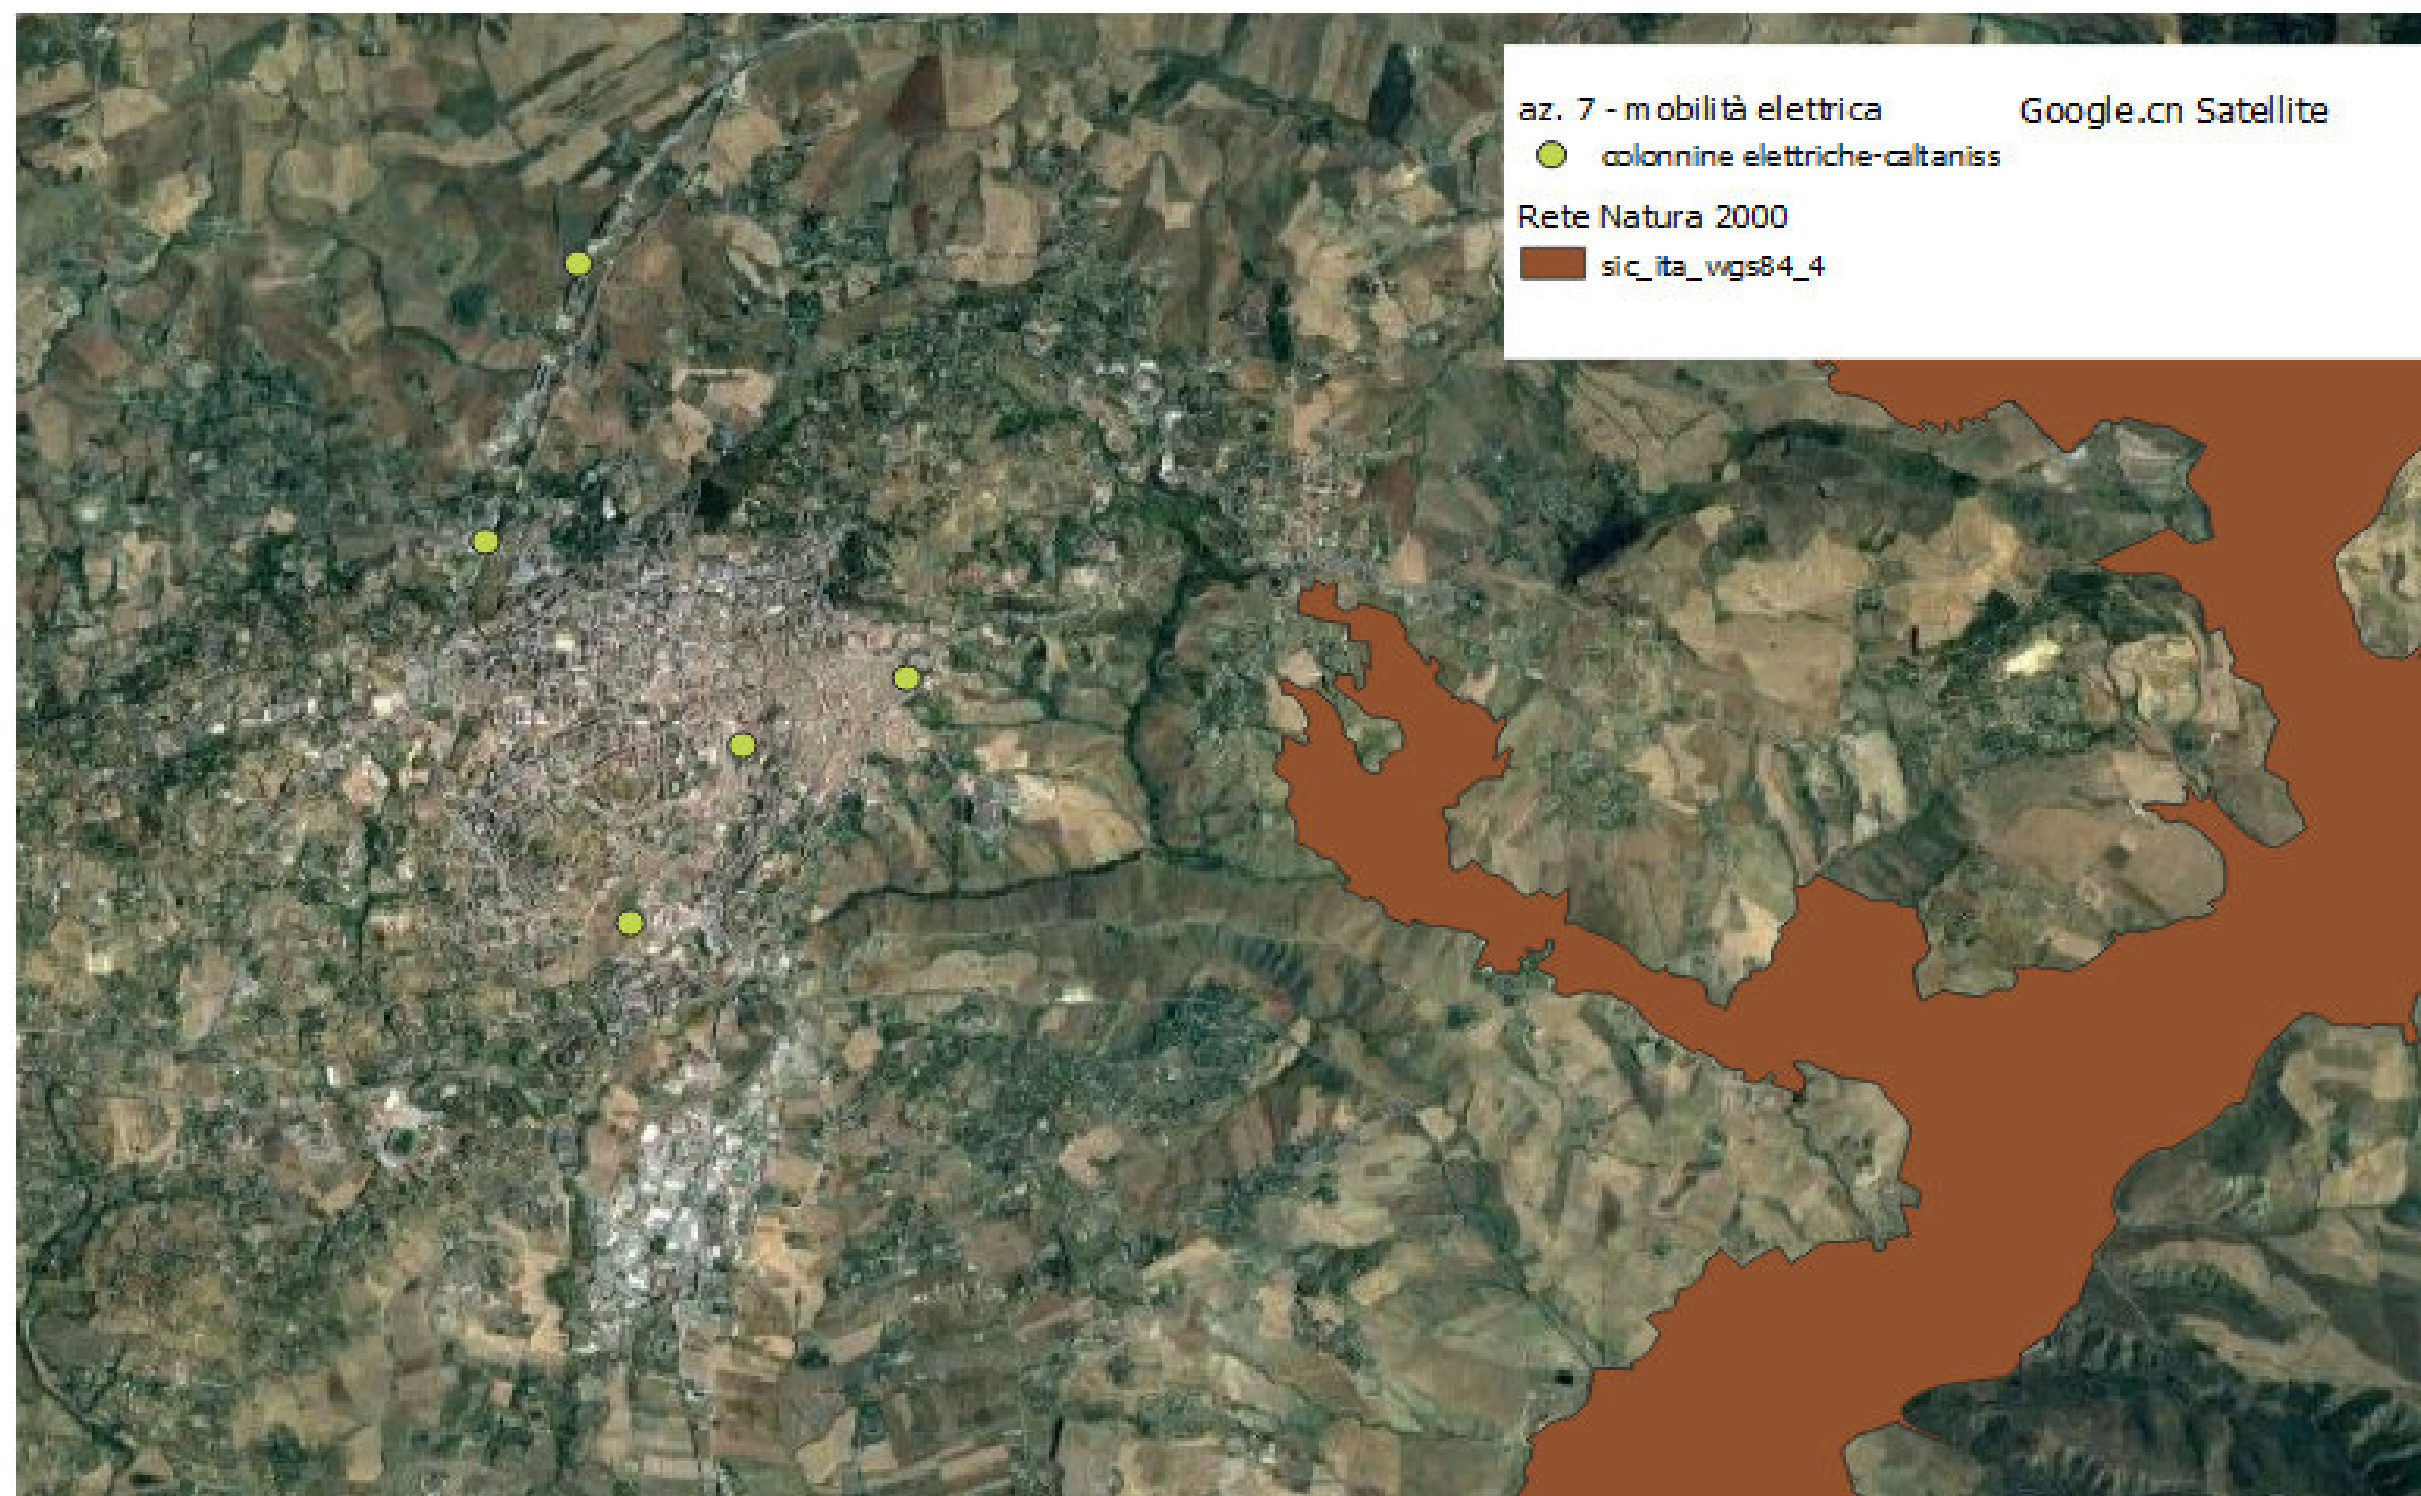 az. 7 - mobilità elettrica
colonnine elettriche-caltaniss
Rete Natura 2000
sic_ita_wgs84_4
Google.cn Satellite